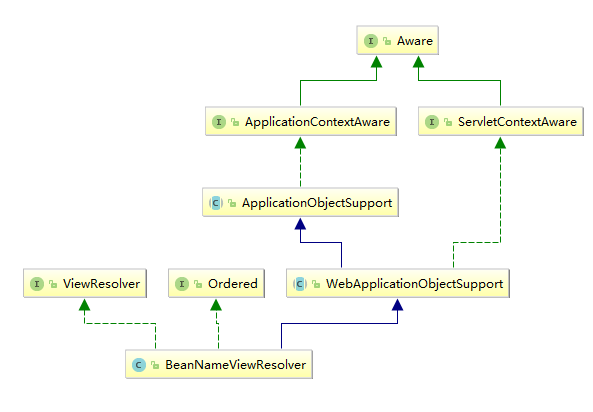 I Aware
I ApplicationContextAware
I ServletContextAware
C ApplicationObjectSupport
I ViewResolver
I Ordered
C WebApplicationObjectSupport
C BeanNameViewResolver